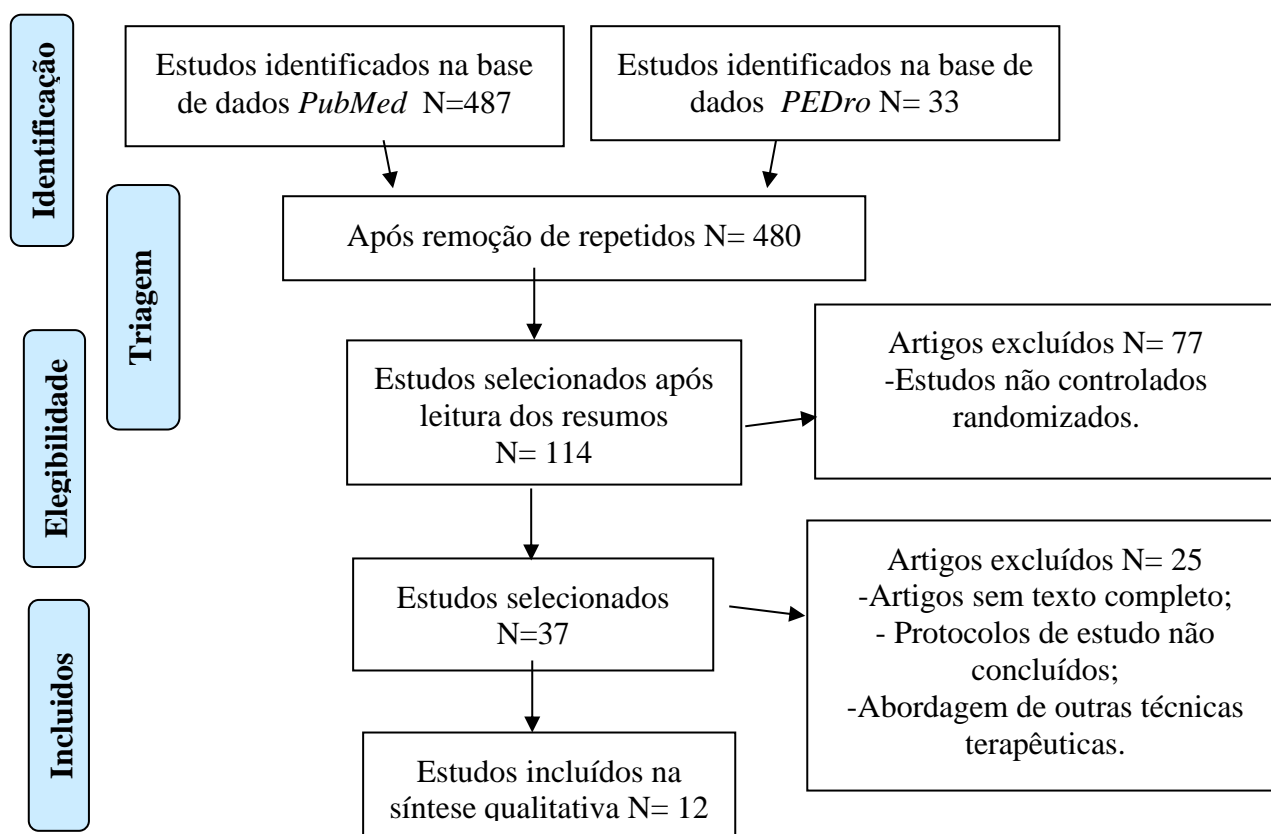 Identificação
Estudos identificados na base
de dados PubMed N=487
Estudos identificados na base de
dados PEDro N= 33
Triagem
Após remoção de repetidos N= 480
Elegibilidade
Estudos selecionados após
leitura dos resumos
N= 114
Artigos excluídos N= 77
-Estudos não controlados
randomizados.
Estudos selecionados
N=37
Artigos excluídos N= 25
-Artigos sem texto completo;
- Protocolos de estudo não
concluídos;
-Abordagem de outras técnicas
terapêuticas.
Incluidos
Estudos incluídos na
síntese qualitativa N= 12